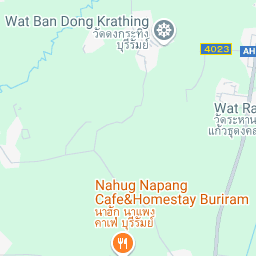 Wat Ban Dong Krathing
วัดดงกระทิง
บุรีรัมย์
4023
AH
Wat Ra
วัดระหาน
แก้วธุดงคส
Nahug Napang
Cafe&Homestay Buriram
นาฮัก นาแพง
คาเฟ่ บุรีรัมย์